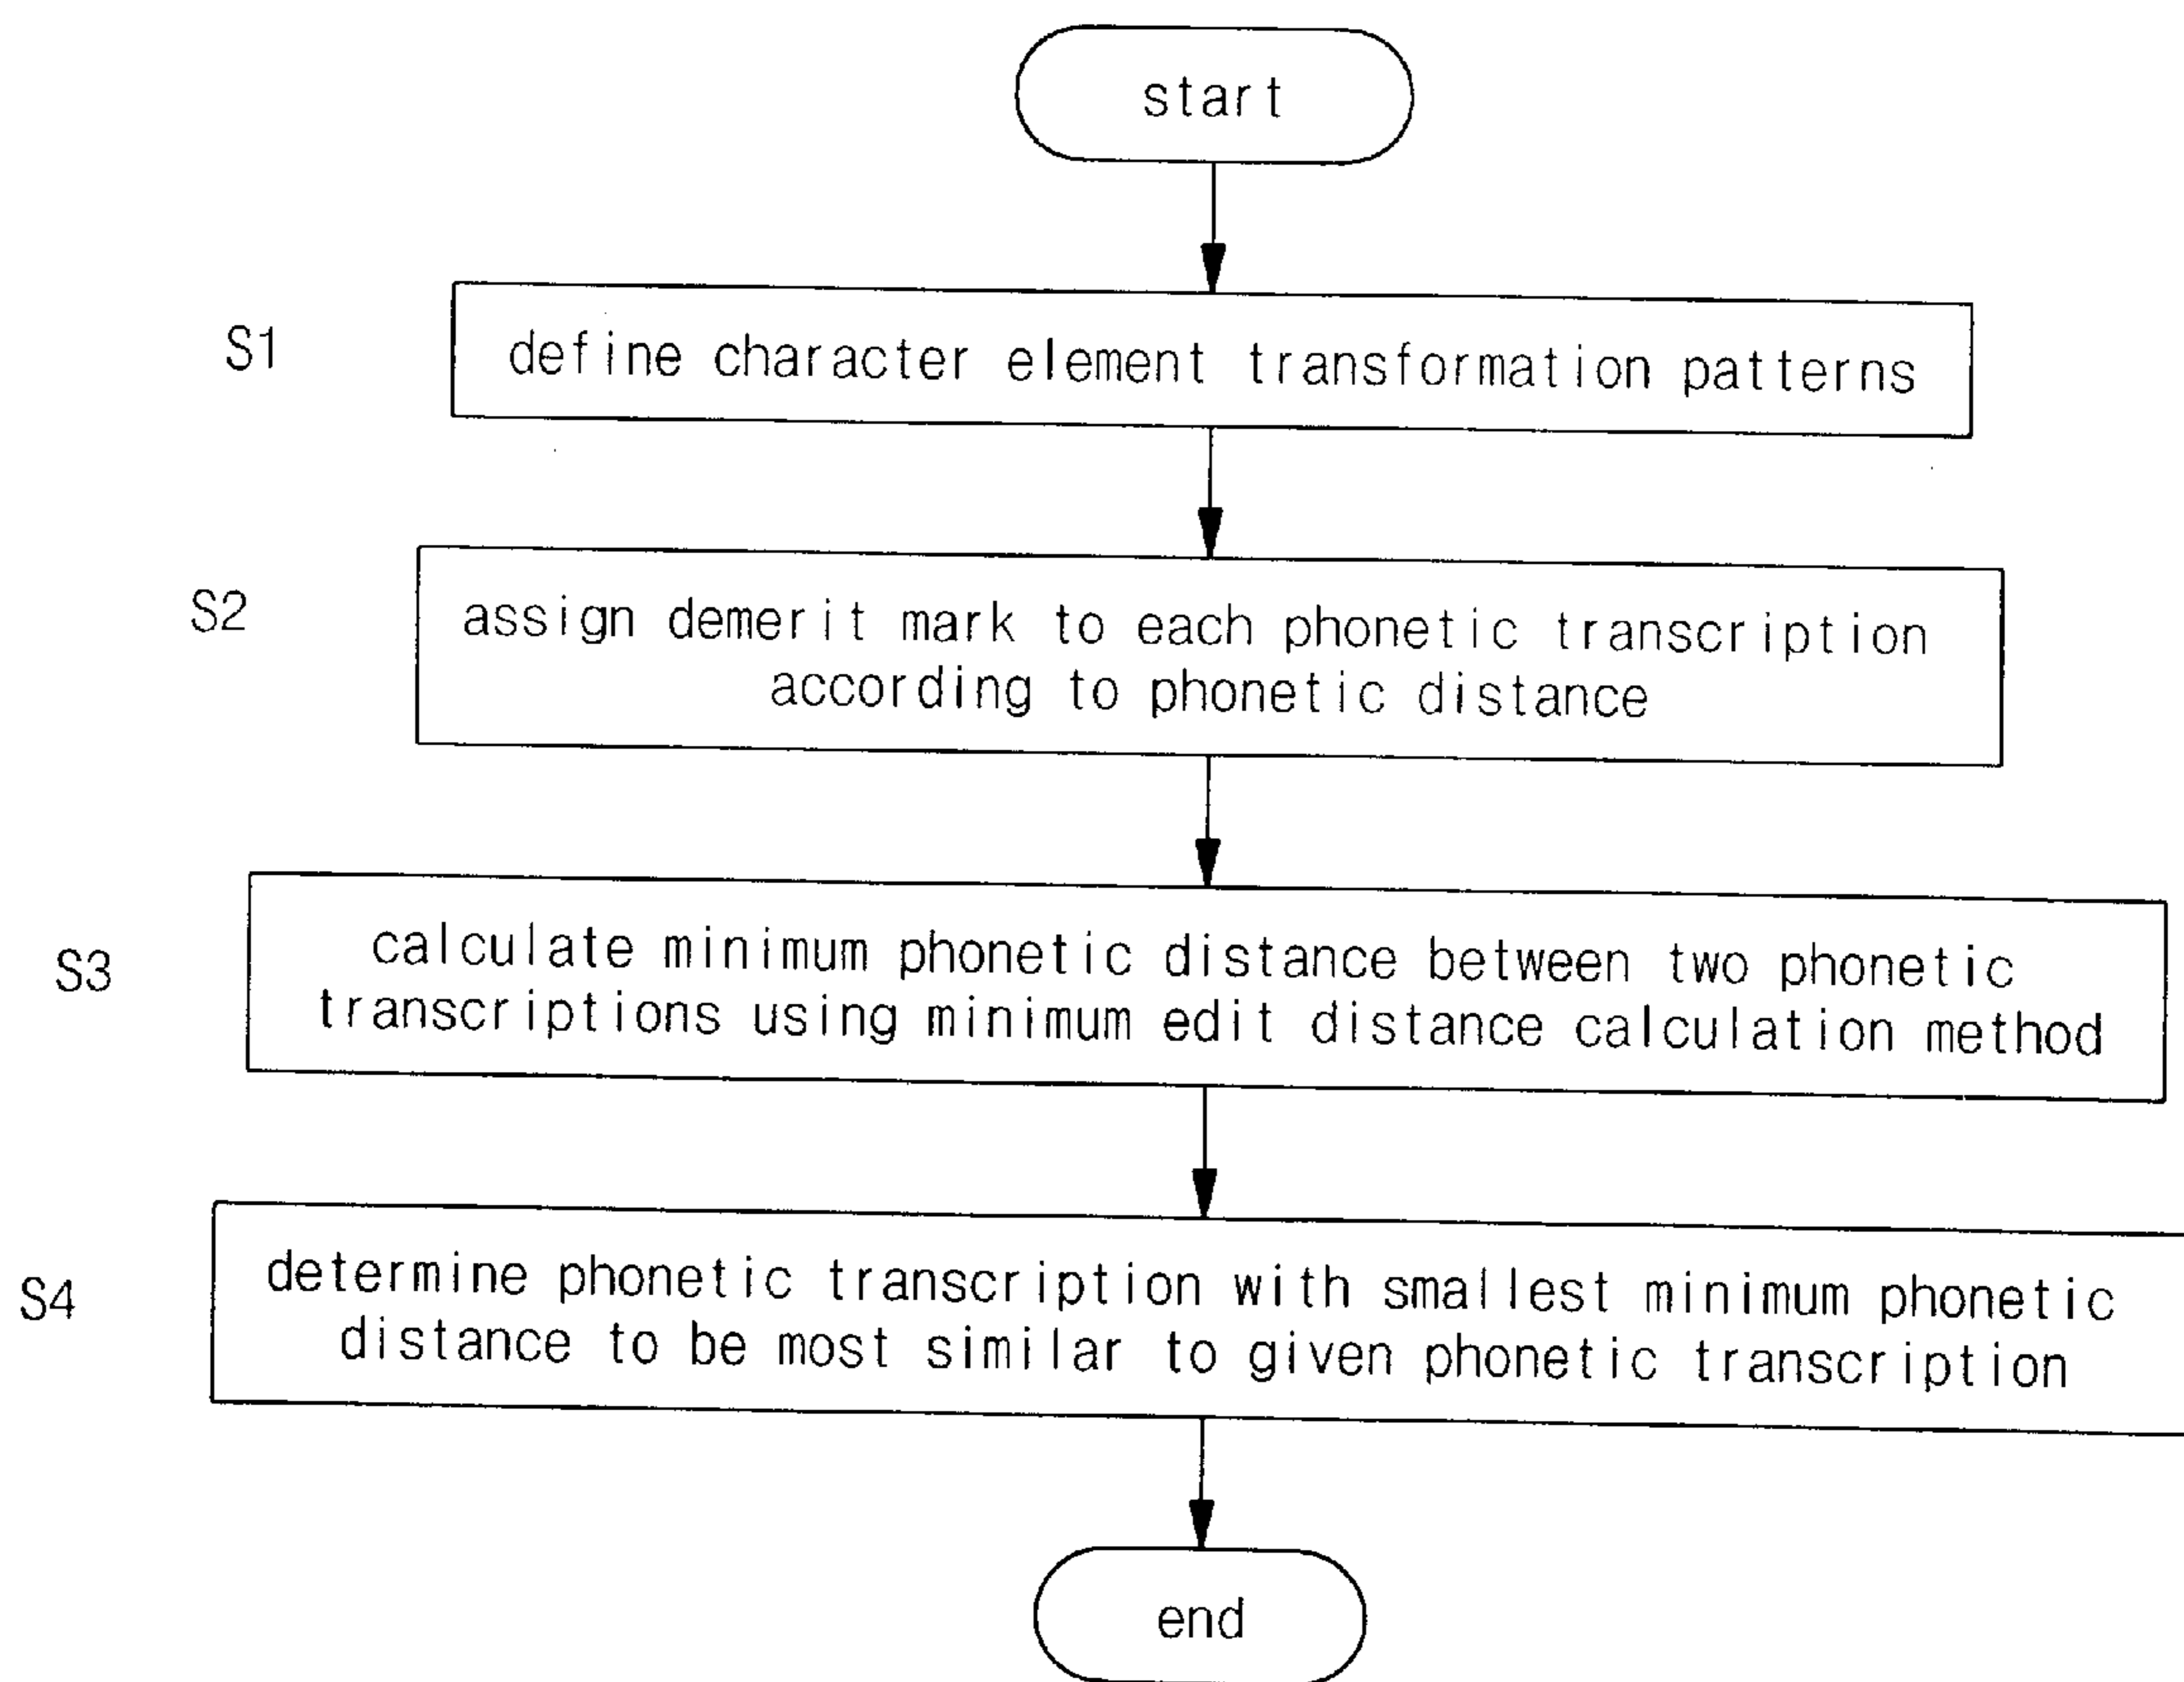 start
S1
define character element transformation patterns
S2
assign demerit mark to each phonetic transcription
according to phonetic distance
S3
calculate minimum phonetic distance between two phonetic
transcriptions using minimum edit distance calculation method
S4
determine phonetic transcription with smallest minimum phonetic
distance to be most similar to given phonetic transcription
end